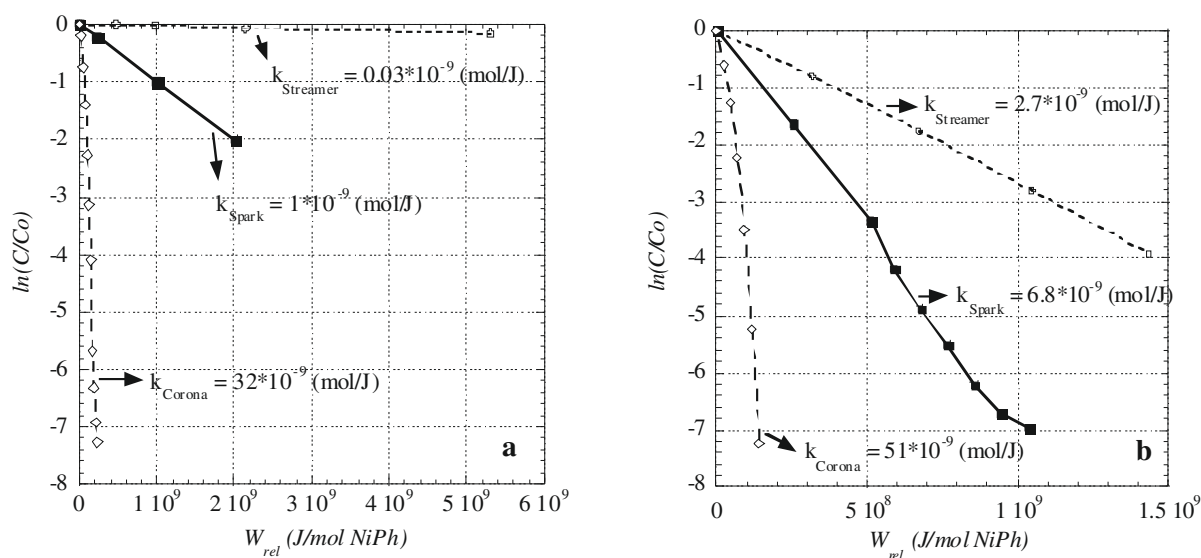 0
-1
-2
-3
-4
-5
-6
-7
-8
ln(C/Co)
k_Streamer = 0.03*10^-9 (mol/J)
k_Spark = 1*10^-9 (mol/J)
k_Corona = 32*10^-9 (mol/J)
a
0 1 10^9 2 10^9 3 10^9 4 10^9 5 10^9 6 10^9
W_rel (J/mol NiPh)
0
-1
-2
-3
-4
-5
-6
-7
-8
ln(C/Co)
k_Streamer = 2.7*10^-9 (mol/J)
k_Spark = 6.8*10^-9 (mol/J)
k_Corona = 51*10^-9 (mol/J)
b
0 5 10^8 1 10^9 1.5 10^9
W_rel (J/mol NiPh)